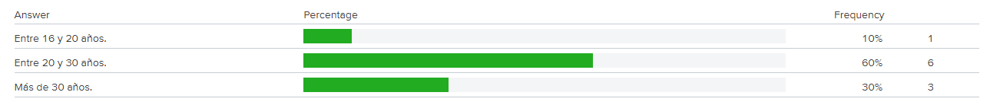 Answer Percentage Frequency
Entre 16 y 20 años. 10% 1
Entre 20 y 30 años. 60% 6
Más de 30 años. 30% 3